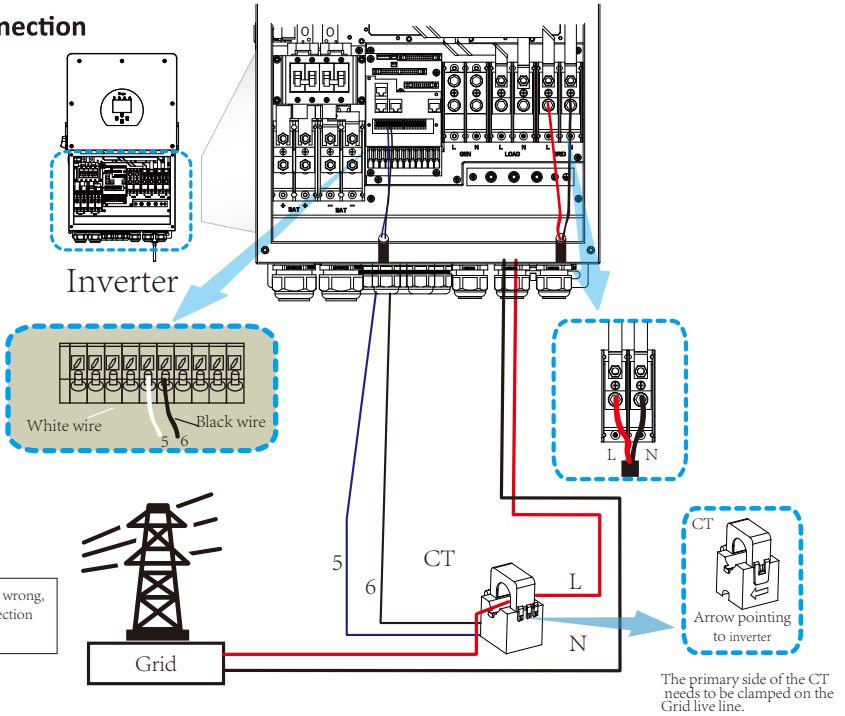 nection
L
N
L
N
L
N
GEN
LOAD
GRID
+
BAT
+
−
BAT
−
Inverter
White wire
Black wire
5
6
L
N
5
6
CT
L
N
CT
Arrow pointing
to inverter
wrong,
ection
Grid
The primary side of the CT
needs to be clamped on the
Grid live line.